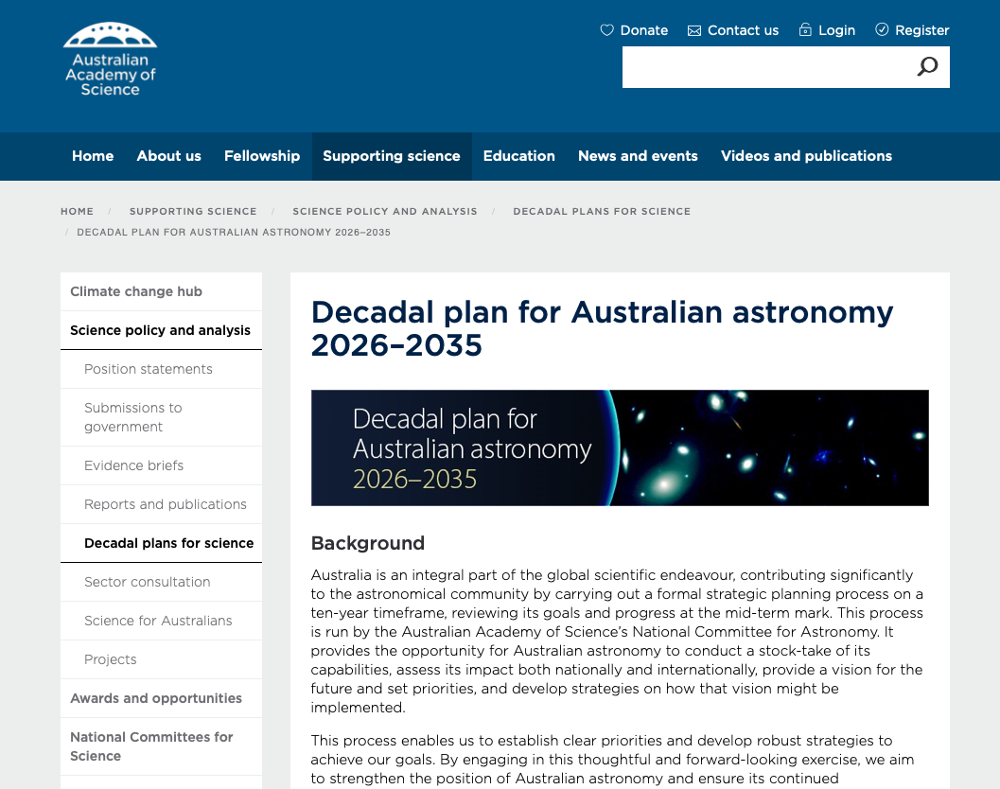 Australian
Academy of
Science
Donate
Contact us
Login
Register
Home
About us
Fellowship
Supporting science
Education
News and events
Videos and publications
HOME / SUPPORTING SCIENCE / SCIENCE POLICY AND ANALYSIS / DECADAL PLANS FOR SCIENCE
/ DECADAL PLAN FOR AUSTRALIAN ASTRONOMY 2026–2035
Climate change hub
Science policy and analysis
Position statements
Submissions to
government
Evidence briefs
Reports and publications
Decadal plans for science
Sector consultation
Science for Australians
Projects
Awards and opportunities
National Committees for
Science
Decadal plan for Australian astronomy
2026–2035
Decadal plan for
Australian astronomy
2026–2035
Background
Australia is an integral part of the global scientific endeavour, contributing significantly
to the astronomical community by carrying out a formal strategic planning process on a
ten-year timeframe, reviewing its goals and progress at the mid-term mark. This process
is run by the Australian Academy of Science's National Committee for Astronomy. It
provides the opportunity for Australian astronomy to conduct a stock-take of its
capabilities, assess its impact both nationally and internationally, provide a vision for the
future and set priorities, and develop strategies on how that vision might be
implemented.
This process enables us to establish clear priorities and develop robust strategies to
achieve our goals. By engaging in this thoughtful and forward-looking exercise, we aim
to strengthen the position of Australian astronomy and ensure its continued